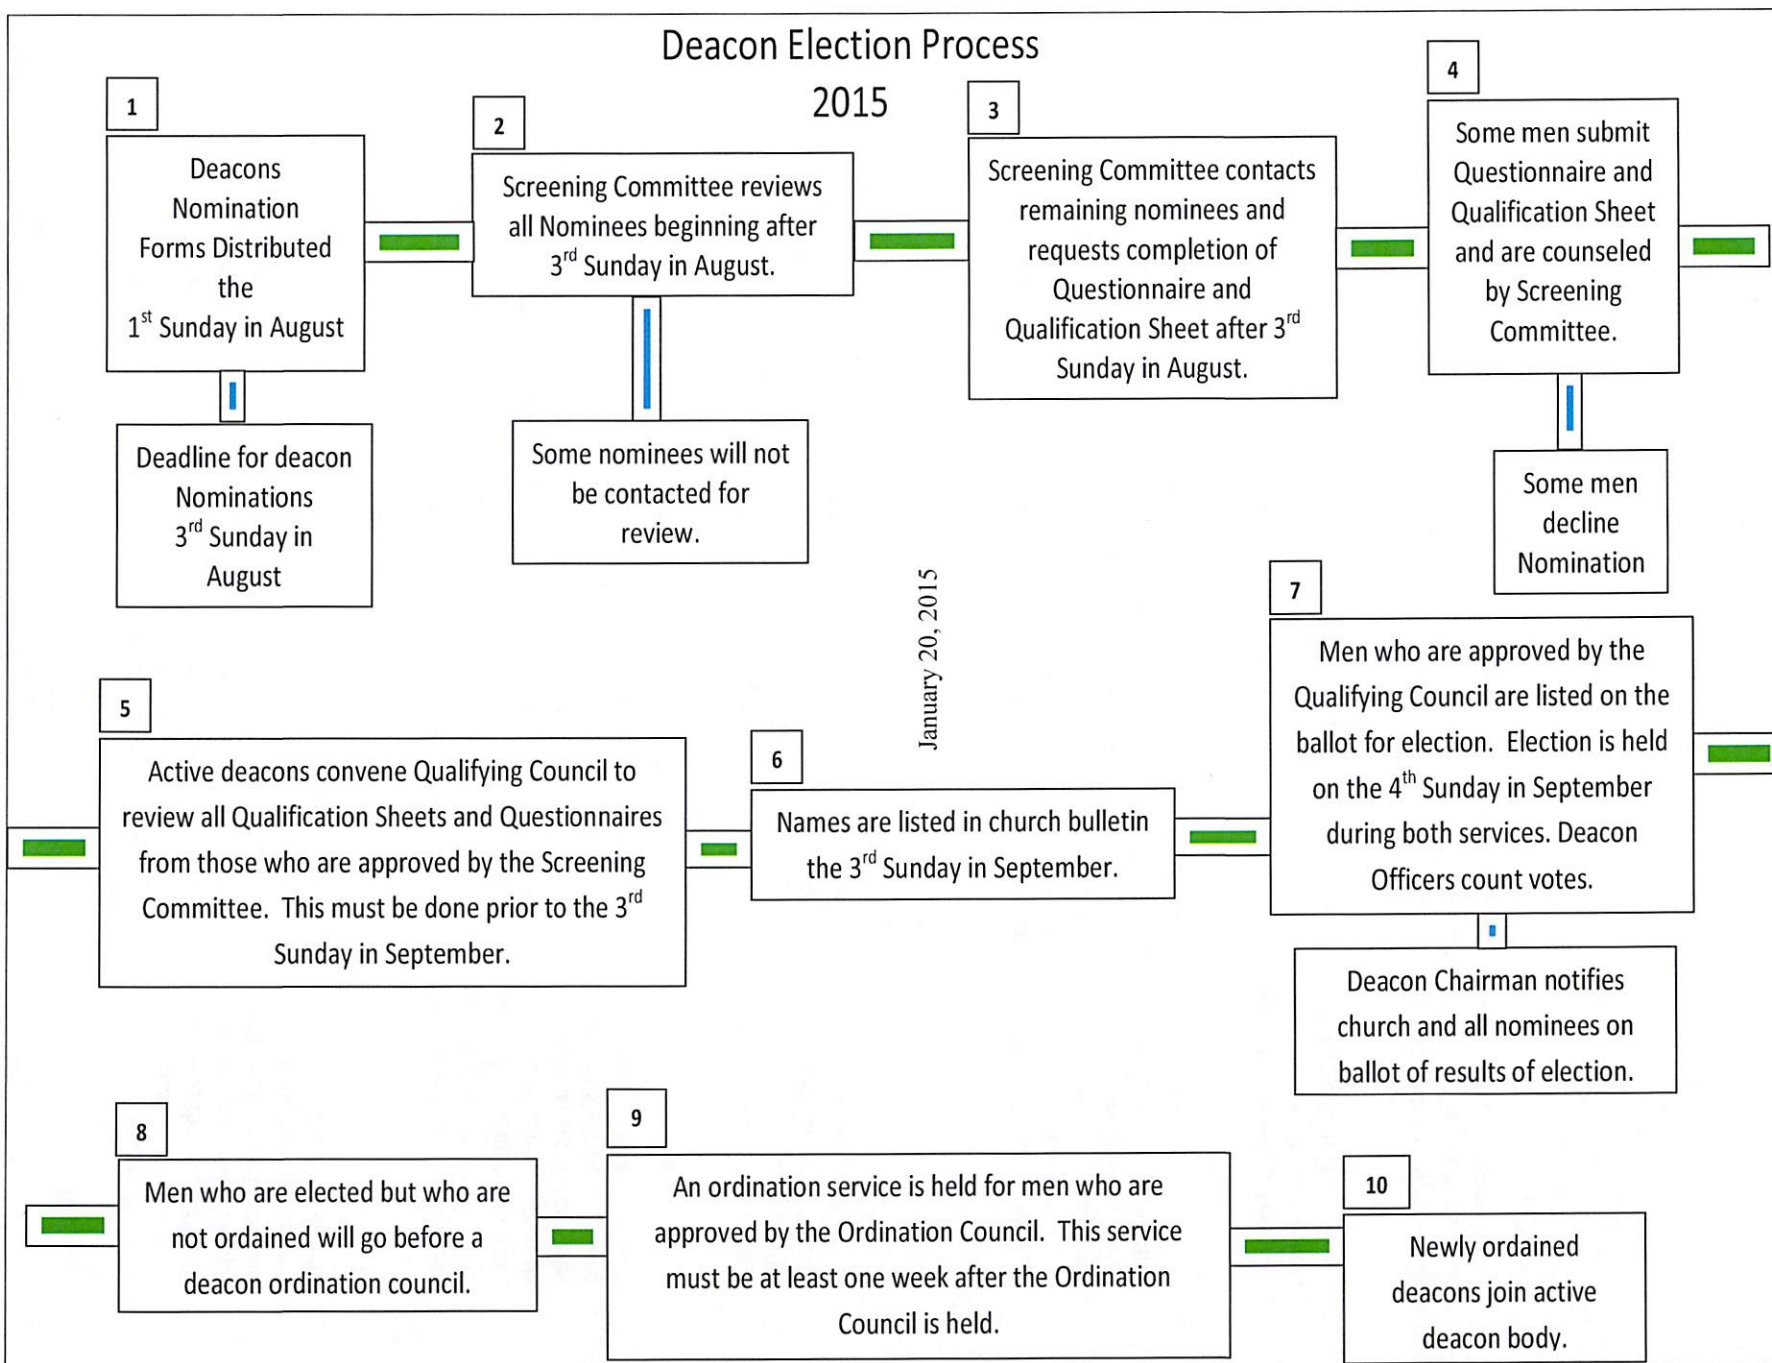 Deacon Election Process
2015
1
Deacons
Nomination
Forms Distributed
the
1st Sunday in August
Deadline for deacon
Nominations
3rd Sunday in
August
2
Screening Committee reviews
all Nominees beginning after
3rd Sunday in August.
Some nominees will not
be contacted for
review.
3
Screening Committee contacts
remaining nominees and
requests completion of
Questionnaire and
Qualification Sheet after 3rd
Sunday in August.
4
Some men submit
Questionnaire and
Qualification Sheet
and are counseled
by Screening
Committee.
Some men
decline
Nomination
January 20, 2015
5
Active deacons convene Qualifying Council to
review all Qualification Sheets and Questionnaires
from those who are approved by the Screening
Committee. This must be done prior to the 3rd
Sunday in September.
6
Names are listed in church bulletin
the 3rd Sunday in September.
7
Men who are approved by the
Qualifying Council are listed on the
ballot for election. Election is held
on the 4th Sunday in September
during both services. Deacon
Officers count votes.
Deacon Chairman notifies
church and all nominees on
ballot of results of election.
8
Men who are elected but who are
not ordained will go before a
deacon ordination council.
9
An ordination service is held for men who are
approved by the Ordination Council. This service
must be at least one week after the Ordination
Council is held.
10
Newly ordained
deacons join active
deacon body.